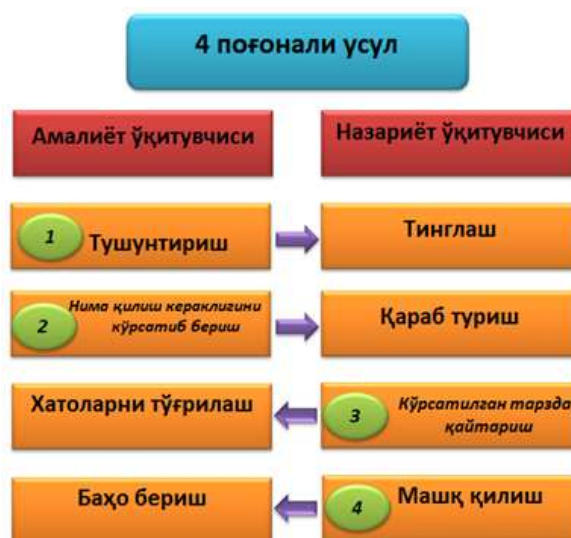 4 поғонали усул
Амалиёт ўқитувчиси
Назариёт ўқитувчиси
1
Тушунтириш
Тинглаш
2
Нима қилиш кераклигини
кўрсатиб бериш
Қараб туриш
Хатоларни тўғрилаш
3
Кўрсатилган тарзда
қайтариш
Баҳо бериш
4
Машқ қилиш